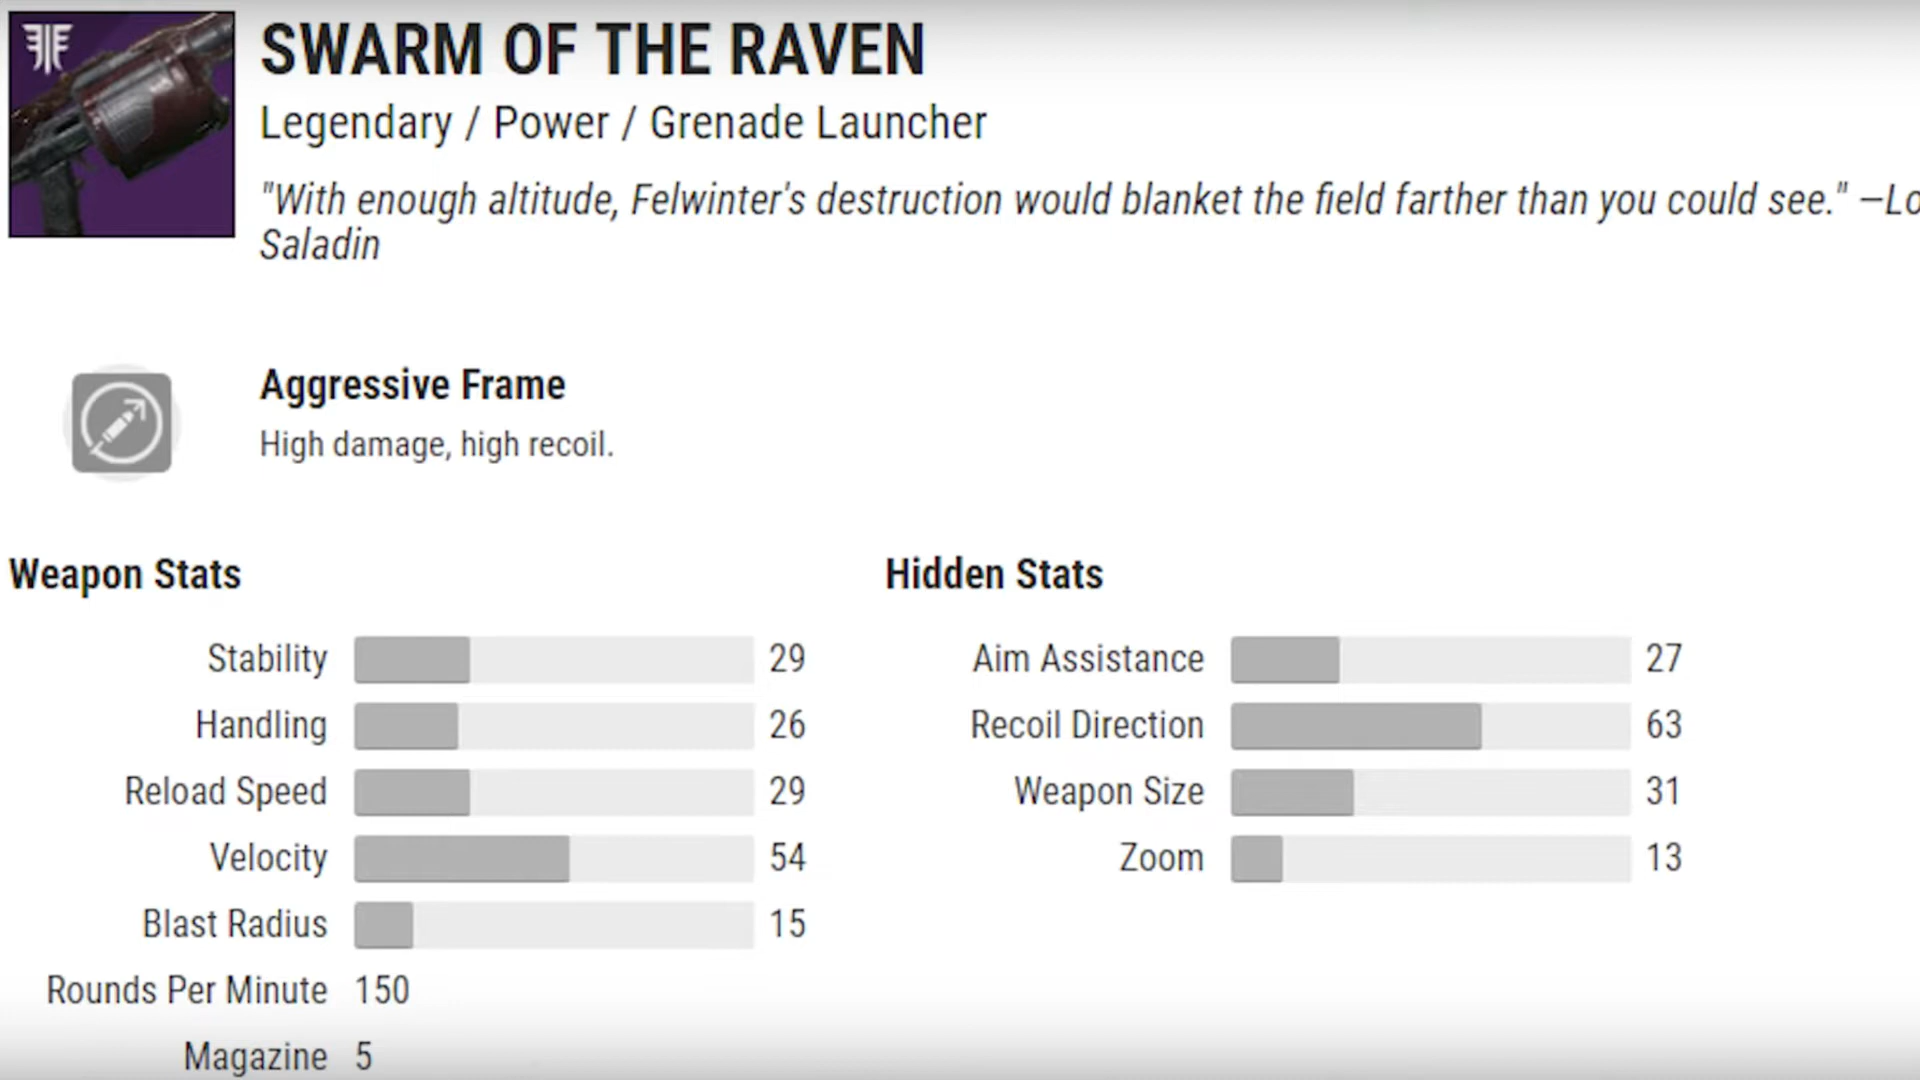 SWARM OF THE RAVEN
Legendary / Power / Grenade Launcher
"With enough altitude, Felwinter's destruction would blanket the field farther than you could see." —Lo
Saladin
Aggressive Frame
High damage, high recoil.
Weapon Stats
Stability 29
Handling 26
Reload Speed 29
Velocity 54
Blast Radius 15
Rounds Per Minute 150
Magazine 5
Hidden Stats
Aim Assistance 27
Recoil Direction 63
Weapon Size 31
Zoom 13